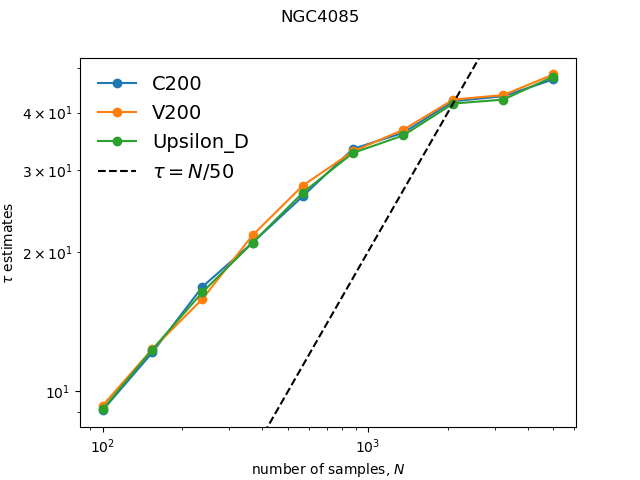 NGC4085
C200
V200
Upsilon_D
τ = N/50
4 × 10¹
3 × 10¹
2 × 10¹
10¹
τ estimates
10² 10³
number of samples, N